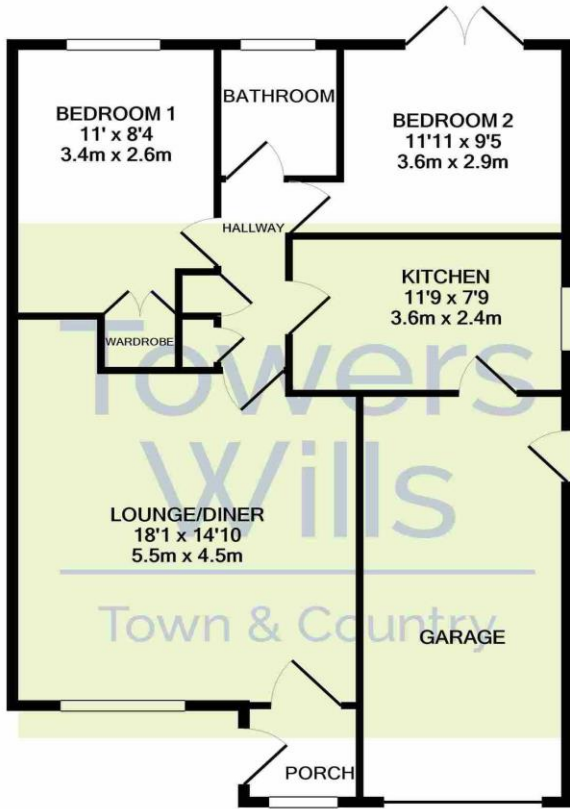 BEDROOM 1
11' x 8'4
3.4m x 2.6m
BATHROOM
BEDROOM 2
11'11 x 9'5
3.6m x 2.9m
HALLWAY
KITCHEN
11'9 x 7'9
3.6m x 2.4m
WARDROBE
Towers
Wills
LOUNGE/DINER
18'1 x 14'10
5.5m x 4.5m
Town & Country
GARAGE
PORCH